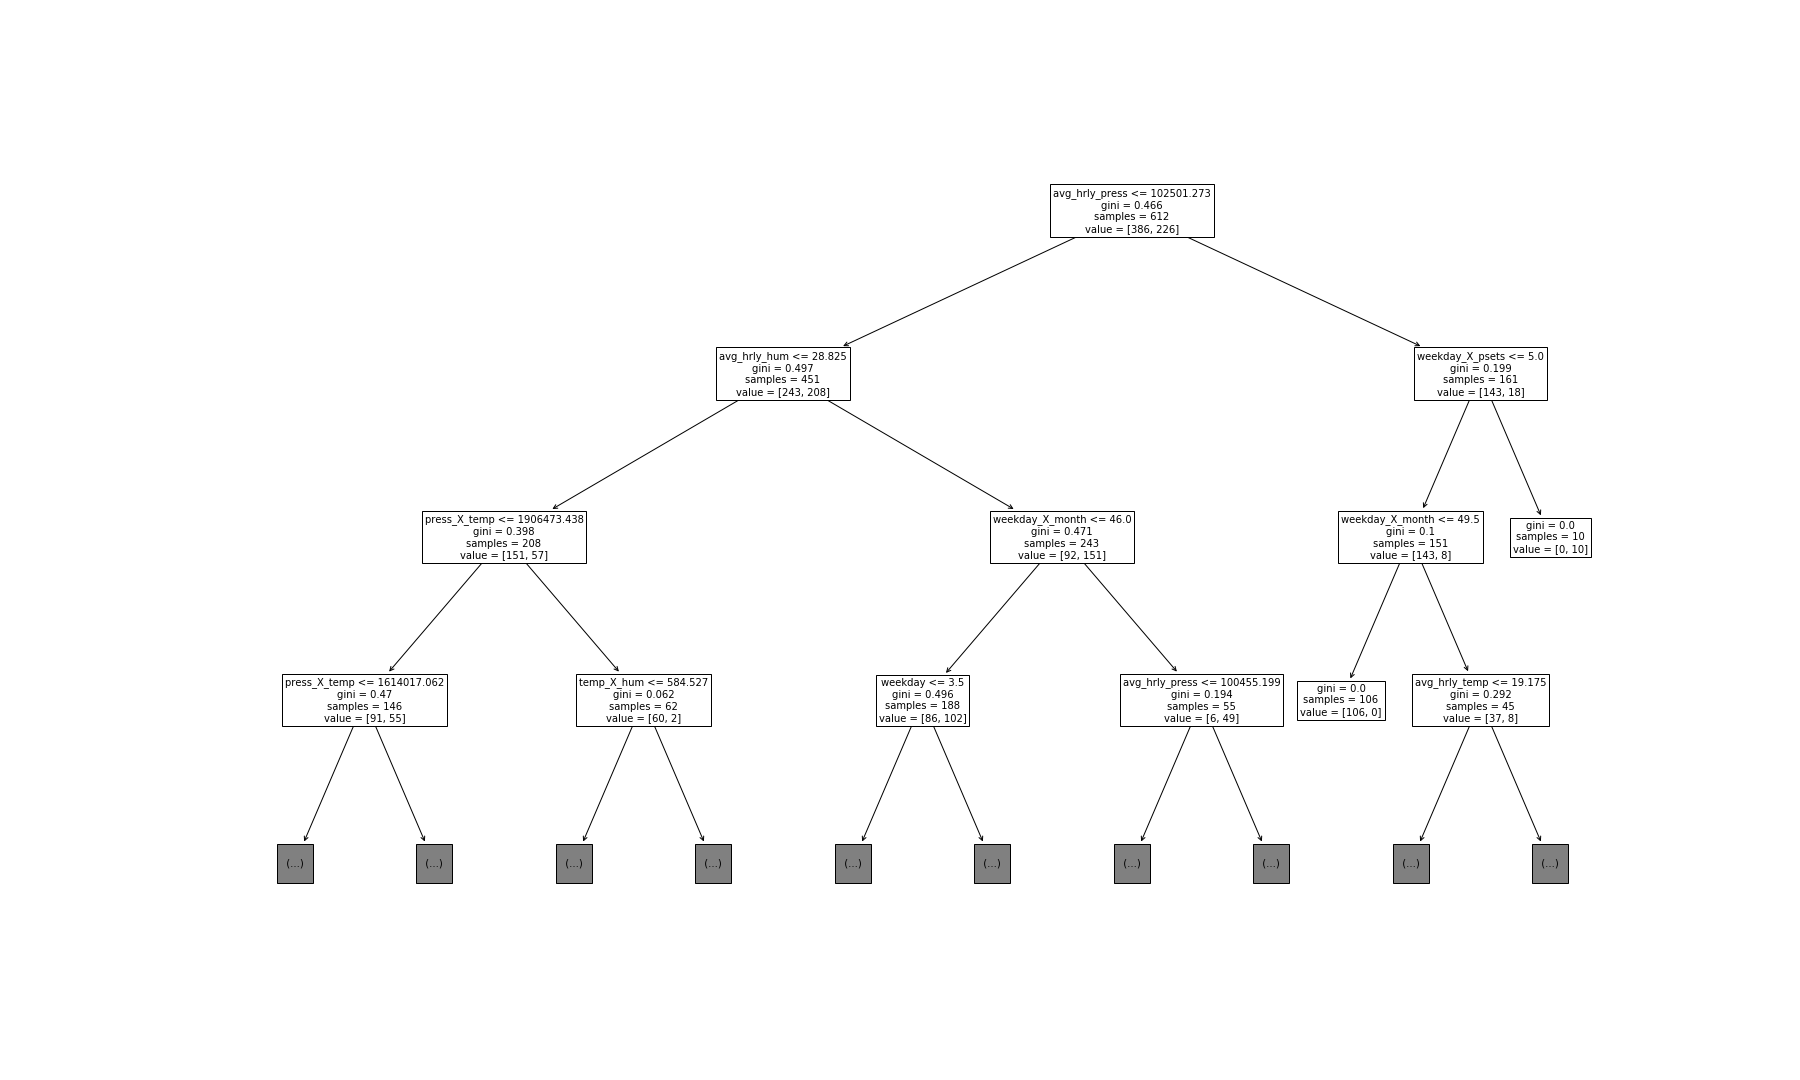 avg_hrly_press <= 102501.273
gini = 0.466
samples = 612
value = [386, 226]
avg_hrly_hum <= 28.825
gini = 0.497
samples = 451
value = [243, 208]
weekday_X_psets <= 5.0
gini = 0.199
samples = 161
value = [143, 18]
press_X_temp <= 1906473.438
gini = 0.398
samples = 208
value = [151, 57]
weekday_X_month <= 46.0
gini = 0.471
samples = 243
value = [92, 151]
weekday_X_month <= 49.5
gini = 0.1
samples = 151
value = [143, 8]
gini = 0.0
samples = 10
value = [0, 10]
press_X_temp <= 1614017.062
gini = 0.47
samples = 146
value = [91, 55]
temp_X_hum <= 584.527
gini = 0.062
samples = 62
value = [60, 2]
weekday <= 3.5
gini = 0.496
samples = 188
value = [86, 102]
avg_hrly_press <= 100455.199
gini = 0.194
samples = 55
value = [6, 49]
gini = 0.0
samples = 106
value = [106, 0]
avg_hrly_temp <= 19.175
gini = 0.292
samples = 45
value = [37, 8]
(...)
(...)
(...)
(...)
(...)
(...)
(...)
(...)
(...)
(...)